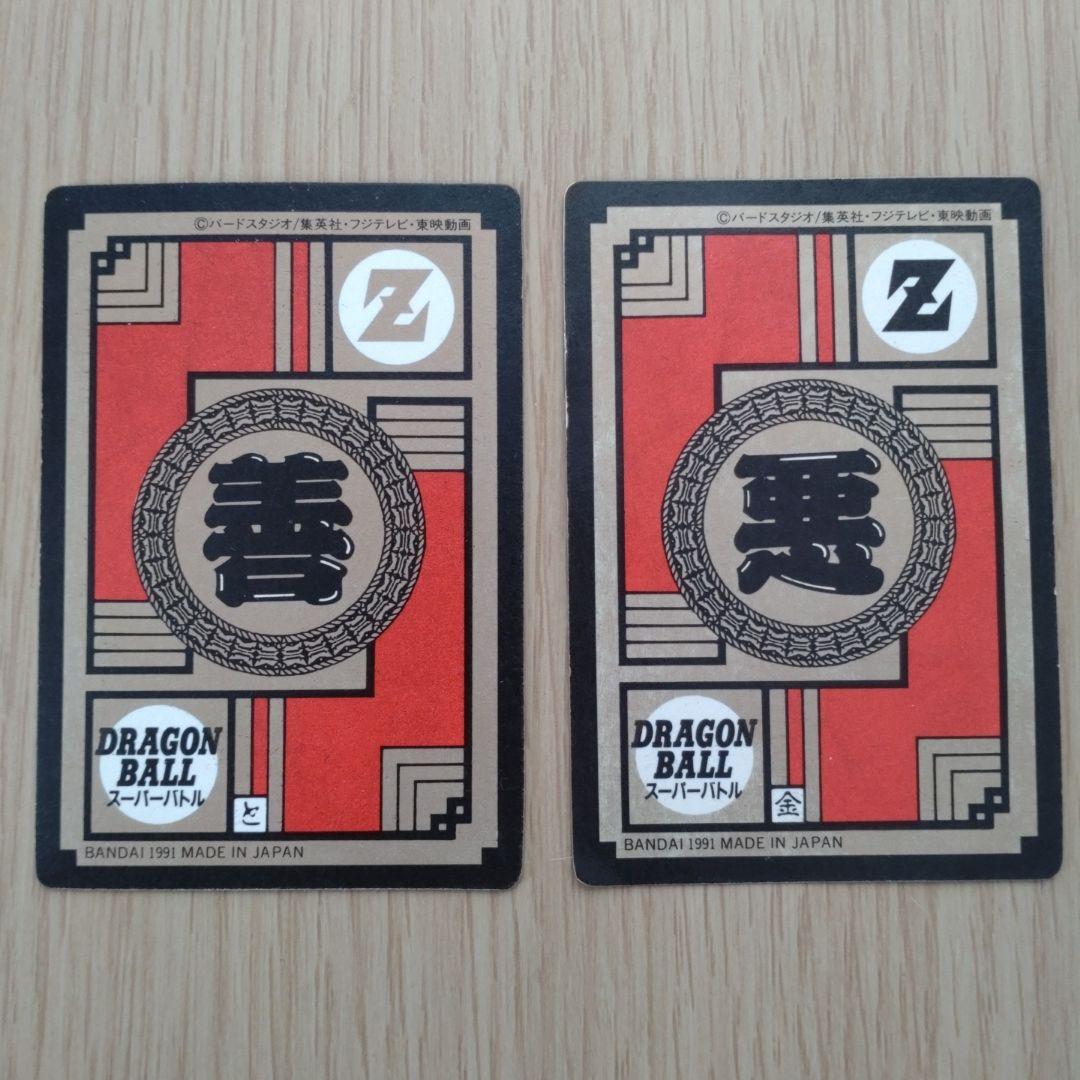 ©バードスタジオ/集英社・フジテレビ・東映動画
Z
善
DRAGON
BALL
スーパーバトル
と
BANDAI 1991 MADE IN JAPAN
©バードスタジオ/集英社・フジテレビ・東映動画
Z
悪
DRAGON
BALL
スーパーバトル
金
BANDAI 1991 MADE IN JAPAN